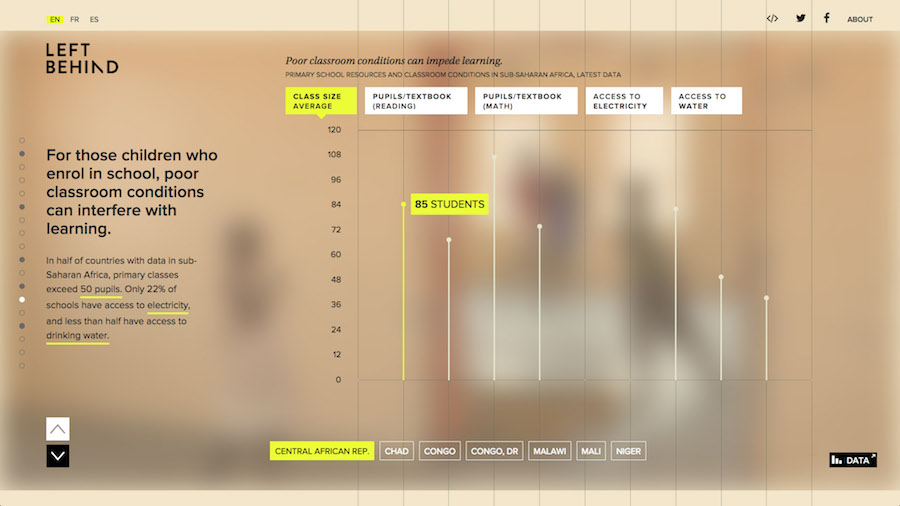 EN FR ES
ABOUT
LEFT
BEHIND
Poor classroom conditions can impede learning.
PRIMARY SCHOOL RESOURCES AND CLASSROOM CONDITIONS IN SUB-SAHARAN AFRICA, LATEST DATA
CLASS SIZE
AVERAGE
PUPILS/TEXTBOOK
(READING)
PUPILS/TEXTBOOK
(MATH)
ACCESS TO
ELECTRICITY
ACCESS TO
WATER
For those children who
enrol in school, poor
classroom conditions
can interfere with
learning.
In half of countries with data in sub-
Saharan Africa, primary classes
exceed 50 pupils. Only 22% of
schools have access to electricity,
and less than half have access to
drinking water.
120
108
96
84
72
60
48
36
24
12
0
85 STUDENTS
CENTRAL AFRICAN REP. CHAD CONGO CONGO, DR MALAWI MALI NIGER
DATA